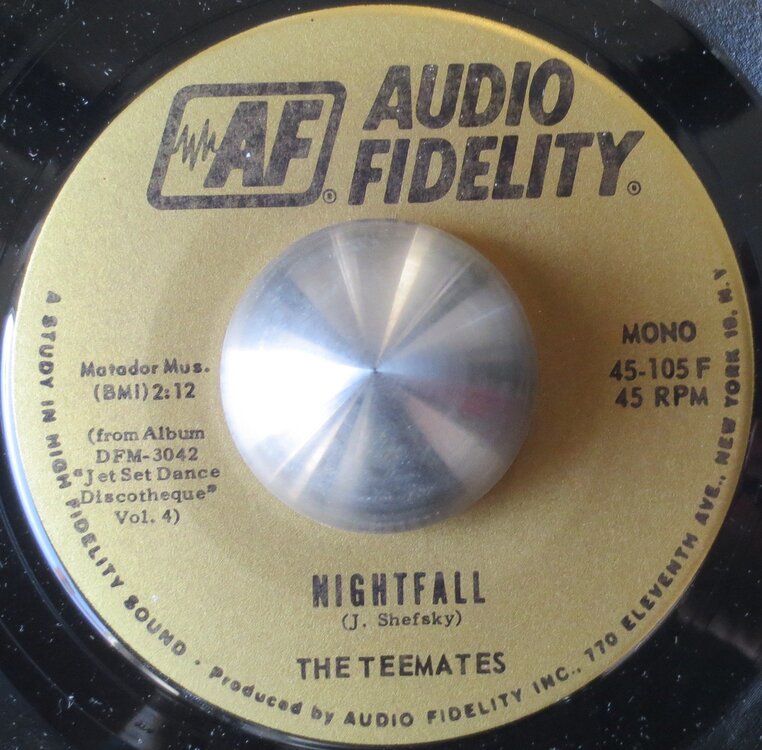 AF®
AUDIO
FIDELITY®
Matador Mus.
(BMI) 2:12
(from Album
DFM-3042
"Jet Set Dance
Discotheque"
Vol. 4)
MONO
45-105 F
45 RPM
NIGHTFALL
(J. Shefsky)
THE TEEMATES
A STUDY IN HIGH FIDELITY SOUND · Produced by AUDIO FIDELITY INC., 770 ELEVENTH AVE., NEW YORK 19, N.Y